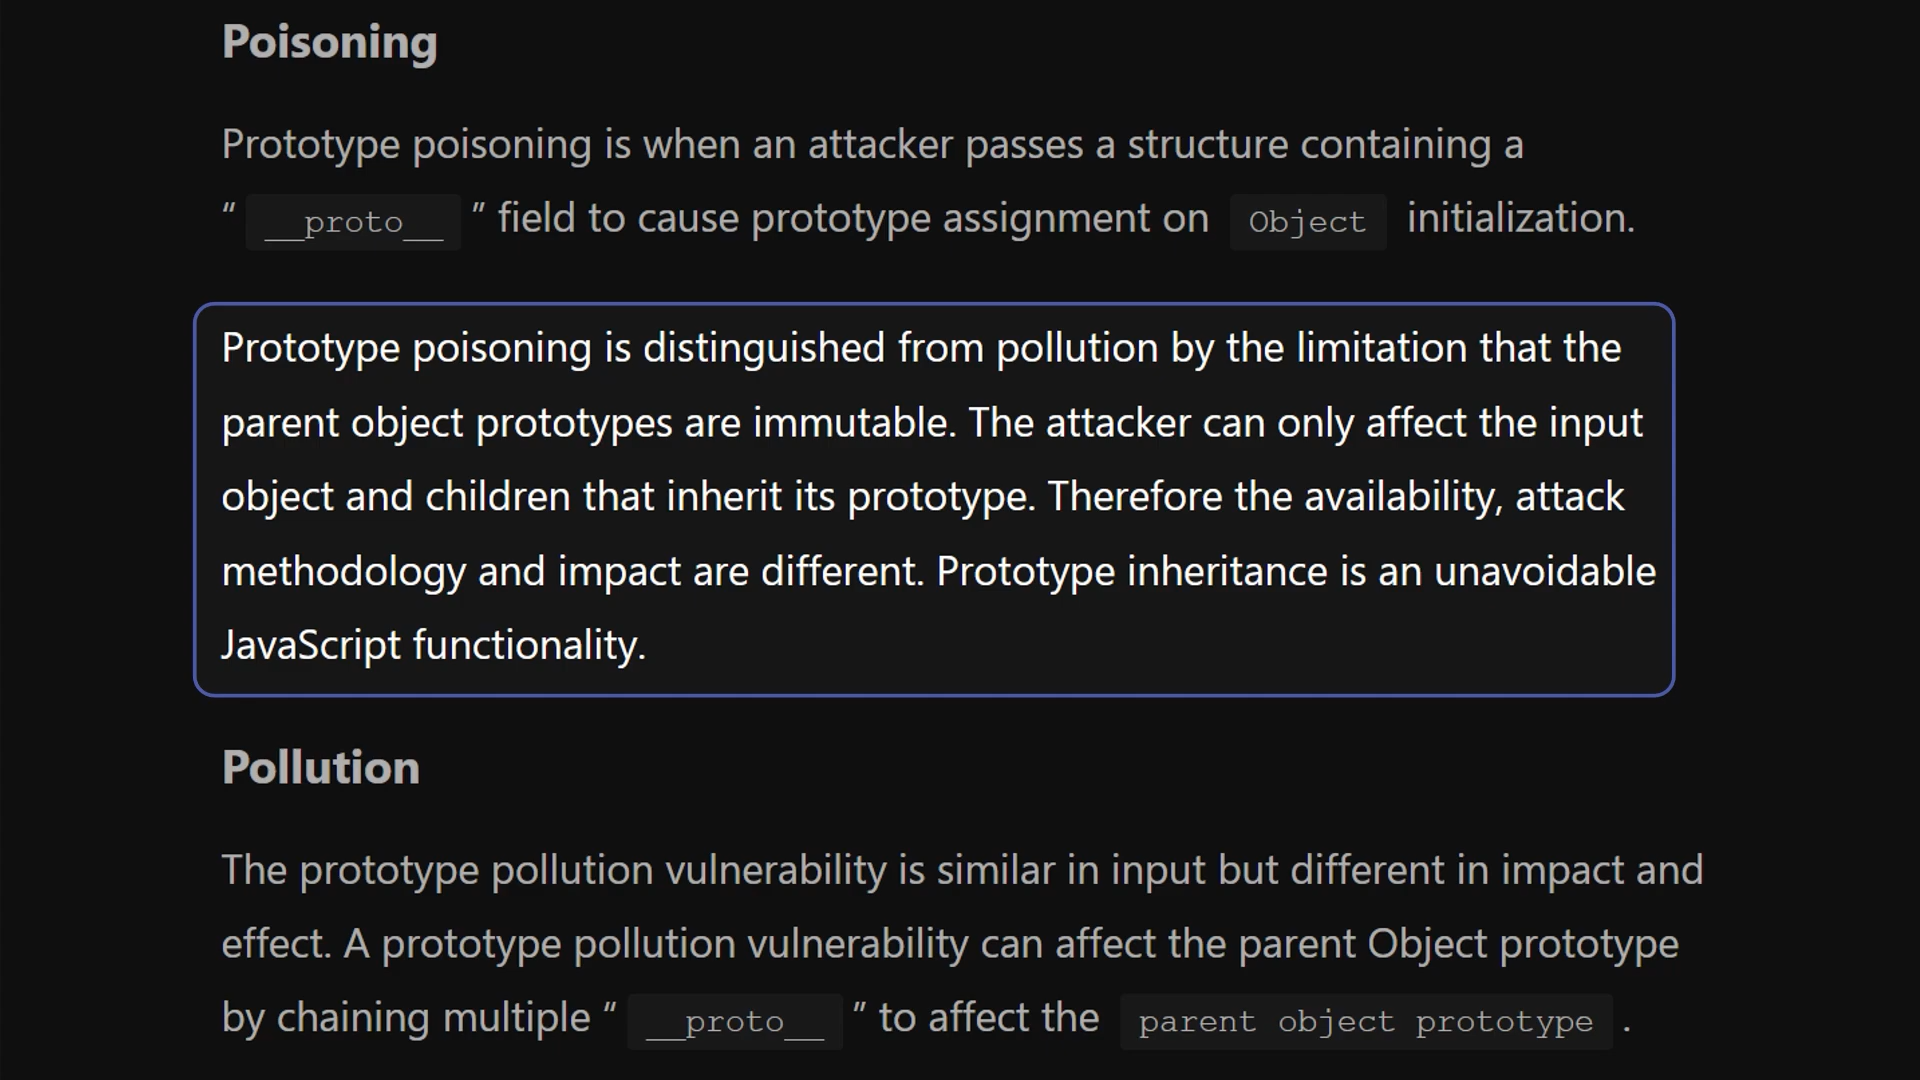 Poisoning
Prototype poisoning is when an attacker passes a structure containing a
“ __proto__ ” field to cause prototype assignment on Object initialization.
Prototype poisoning is distinguished from pollution by the limitation that the
parent object prototypes are immutable. The attacker can only affect the input
object and children that inherit its prototype. Therefore the availability, attack
methodology and impact are different. Prototype inheritance is an unavoidable
JavaScript functionality.
Pollution
The prototype pollution vulnerability is similar in input but different in impact and
effect. A prototype pollution vulnerability can affect the parent Object prototype
by chaining multiple “ __proto__ ” to affect the parent object prototype .